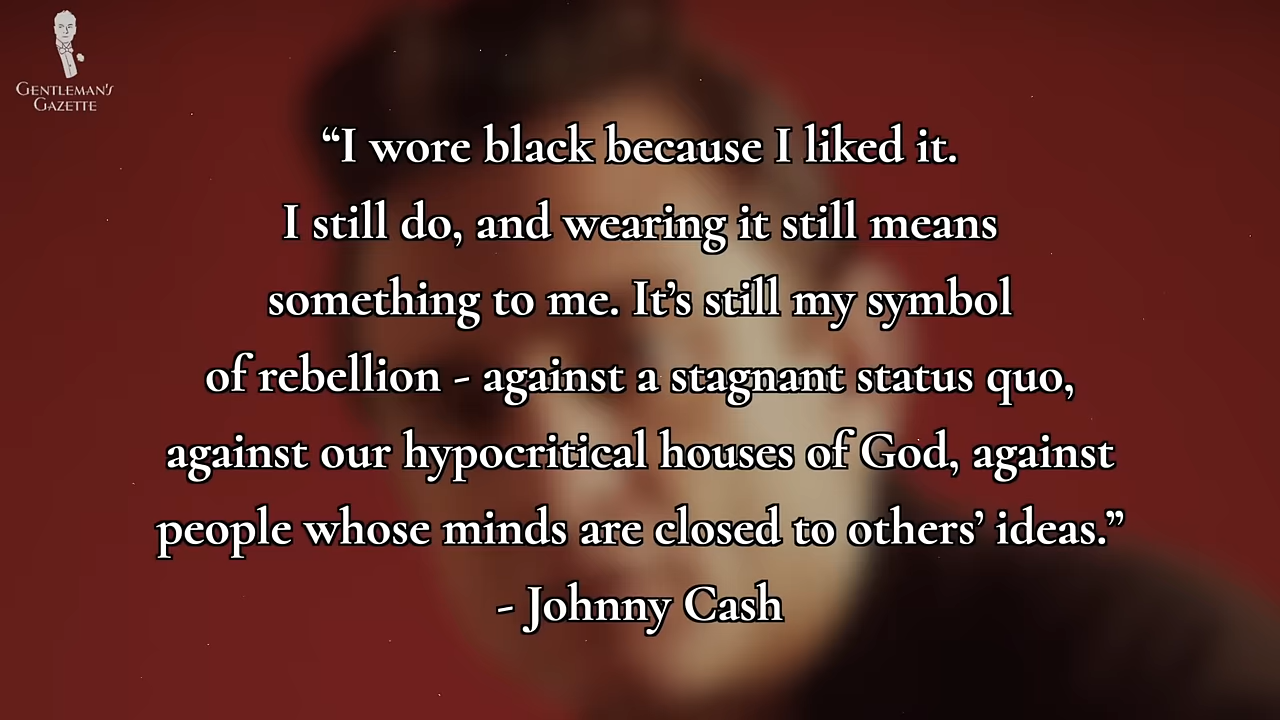 GENTLEMAN'S
GAZETTE
“I wore black because I liked it.
I still do, and wearing it still means
something to me. It’s still my symbol
of rebellion - against a stagnant status quo,
against our hypocritical houses of God, against
people whose minds are closed to others’ ideas.”
- Johnny Cash